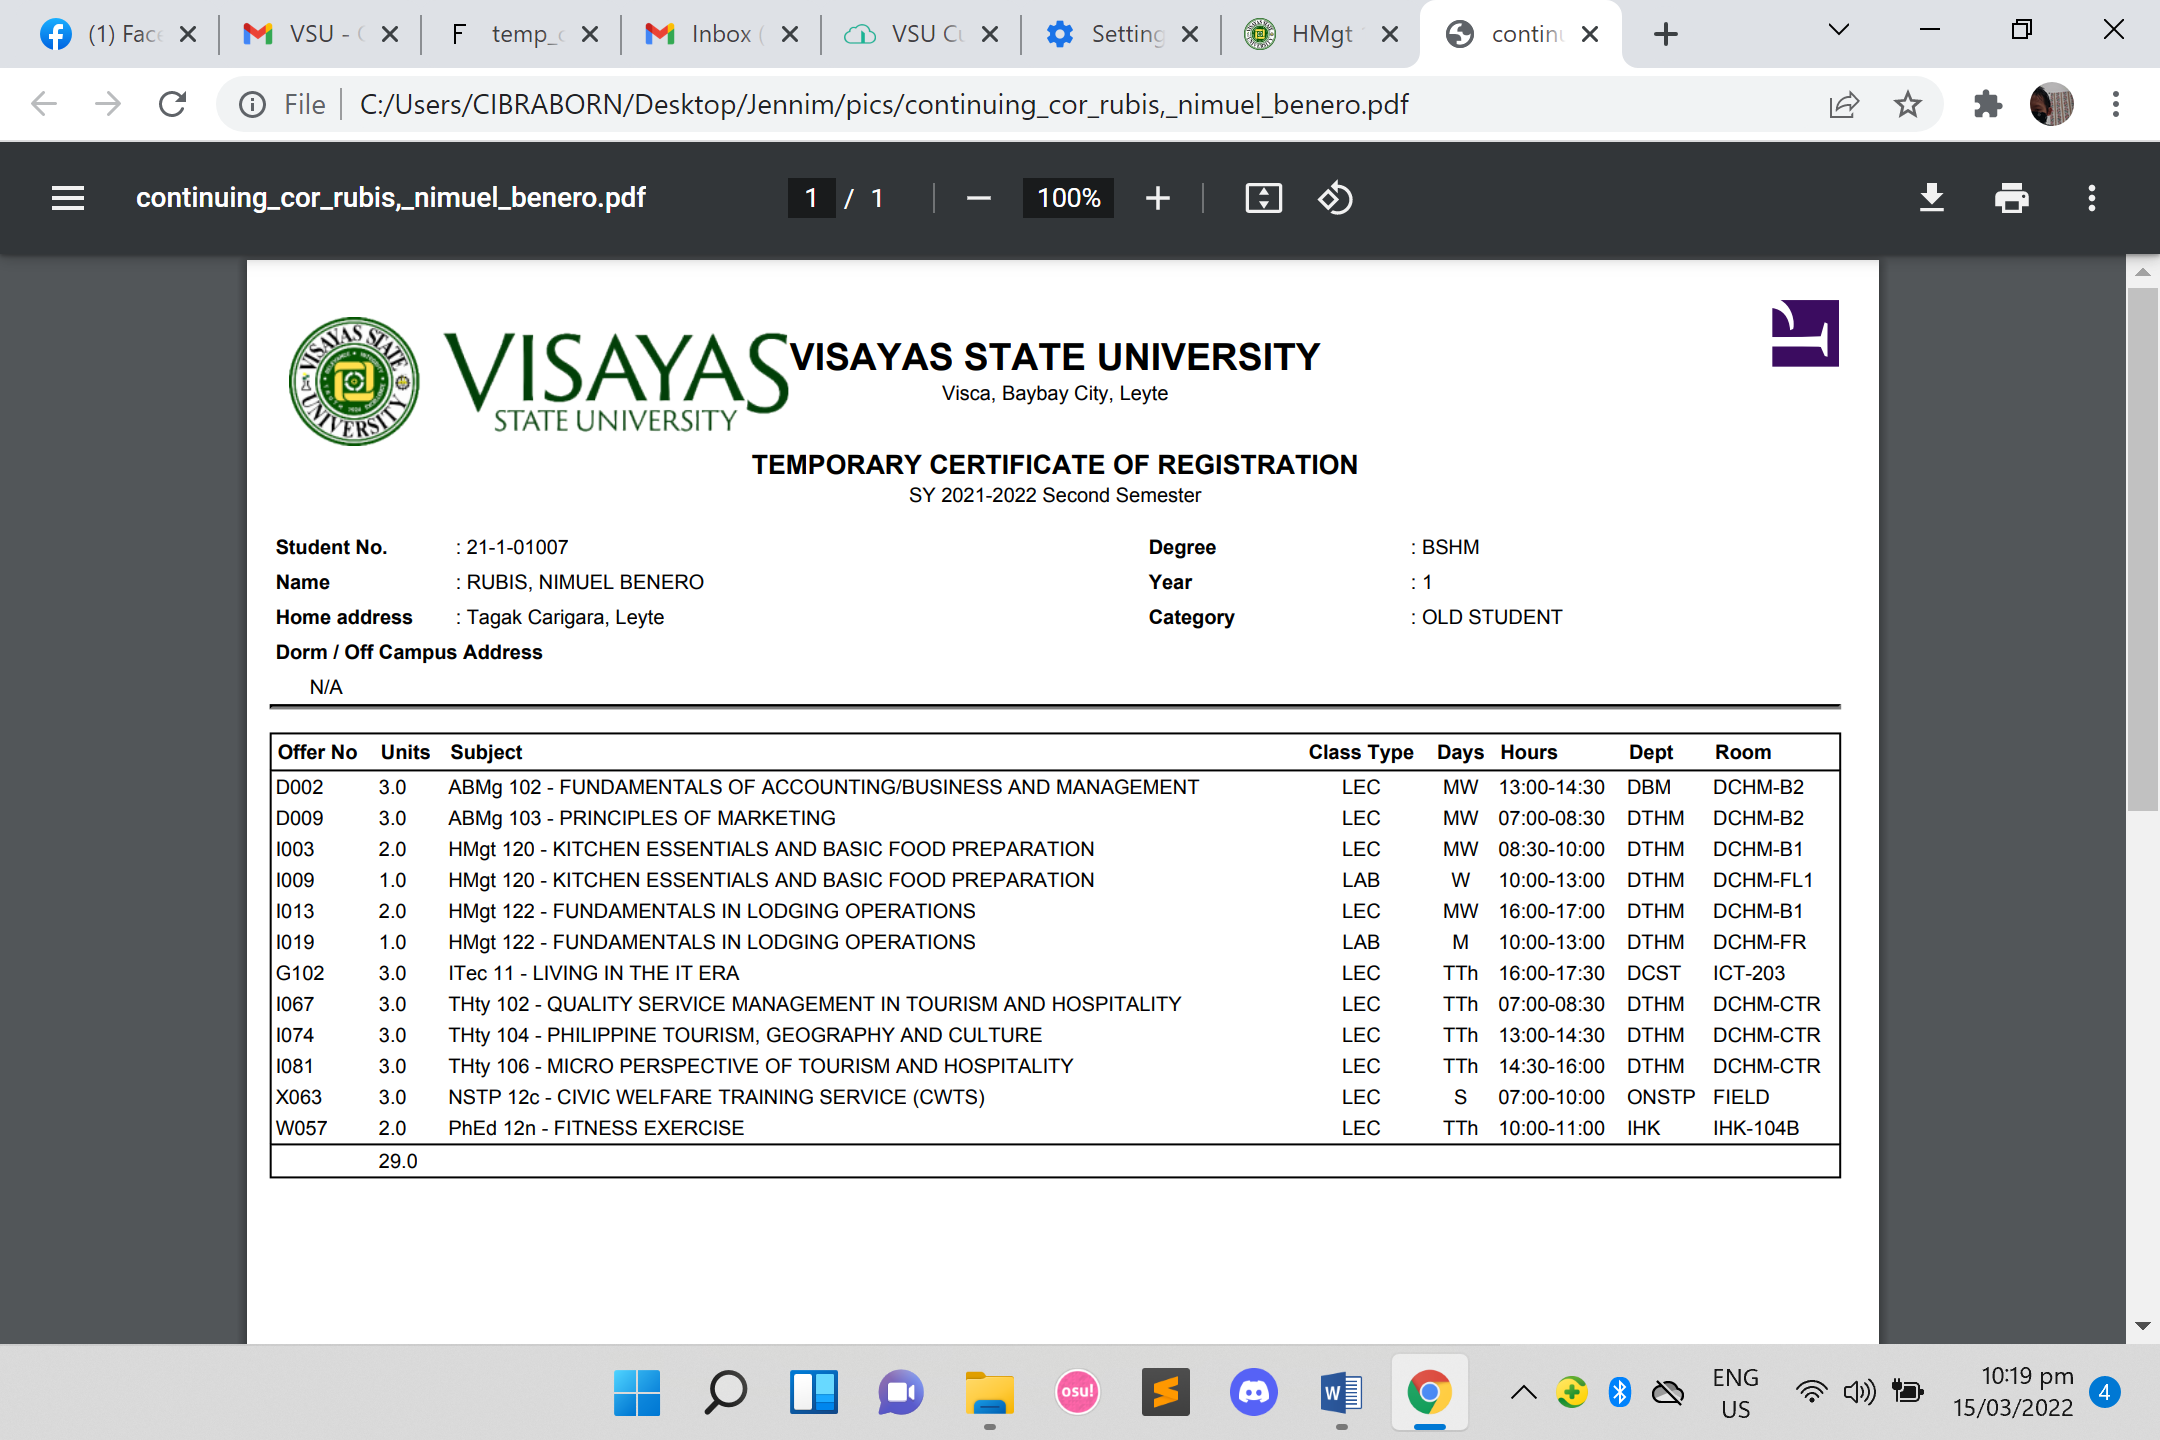 (1) Fac
VSU -
temp_
Inbox (
VSU C
Setting
HMgt
contin
File C:/Users/CIBRABORN/Desktop/Jennim/pics/continuing_cor_rubis,_nimuel_benero.pdf
continuing_cor_rubis,_nimuel_benero.pdf 1 / 1 100%
VISAYAS STATE UNIVERSITY
VISAYAS
STATE UNIVERSITY
VISAYAS STATE UNIVERSITY
Visca, Baybay City, Leyte
TEMPORARY CERTIFICATE OF REGISTRATION
SY 2021-2022 Second Semester
Student No. : 21-1-01007 Degree : BSHM
Name : RUBIS, NIMUEL BENERO Year : 1
Home address : Tagak Carigara, Leyte Category : OLD STUDENT
Dorm / Off Campus Address
N/A
Offer No Units Subject Class Type Days Hours Dept Room
D002 3.0 ABMg 102 - FUNDAMENTALS OF ACCOUNTING/BUSINESS AND MANAGEMENT LEC MW 13:00-14:30 DBM DCHM-B2
D009 3.0 ABMg 103 - PRINCIPLES OF MARKETING LEC MW 07:00-08:30 DTHM DCHM-B2
I003 2.0 HMgt 120 - KITCHEN ESSENTIALS AND BASIC FOOD PREPARATION LEC MW 08:30-10:00 DTHM DCHM-B1
I009 1.0 HMgt 120 - KITCHEN ESSENTIALS AND BASIC FOOD PREPARATION LAB W 10:00-13:00 DTHM DCHM-FL1
I013 2.0 HMgt 122 - FUNDAMENTALS IN LODGING OPERATIONS LEC MW 16:00-17:00 DTHM DCHM-B1
I019 1.0 HMgt 122 - FUNDAMENTALS IN LODGING OPERATIONS LAB M 10:00-13:00 DTHM DCHM-FR
G102 3.0 ITec 11 - LIVING IN THE IT ERA LEC TTh 16:00-17:30 DCST ICT-203
I067 3.0 THty 102 - QUALITY SERVICE MANAGEMENT IN TOURISM AND HOSPITALITY LEC TTh 07:00-08:30 DTHM DCHM-CTR
I074 3.0 THty 104 - PHILIPPINE TOURISM, GEOGRAPHY AND CULTURE LEC TTh 13:00-14:30 DTHM DCHM-CTR
I081 3.0 THty 106 - MICRO PERSPECTIVE OF TOURISM AND HOSPITALITY LEC TTh 14:30-16:00 DTHM DCHM-CTR
X063 3.0 NSTP 12c - CIVIC WELFARE TRAINING SERVICE (CWTS) LEC S 07:00-10:00 ONSTP FIELD
W057 2.0 PhEd 12n - FITNESS EXERCISE LEC TTh 10:00-11:00 IHK IHK-104B
29.0
osu!
ENG
US
10:19 pm
15/03/2022
4